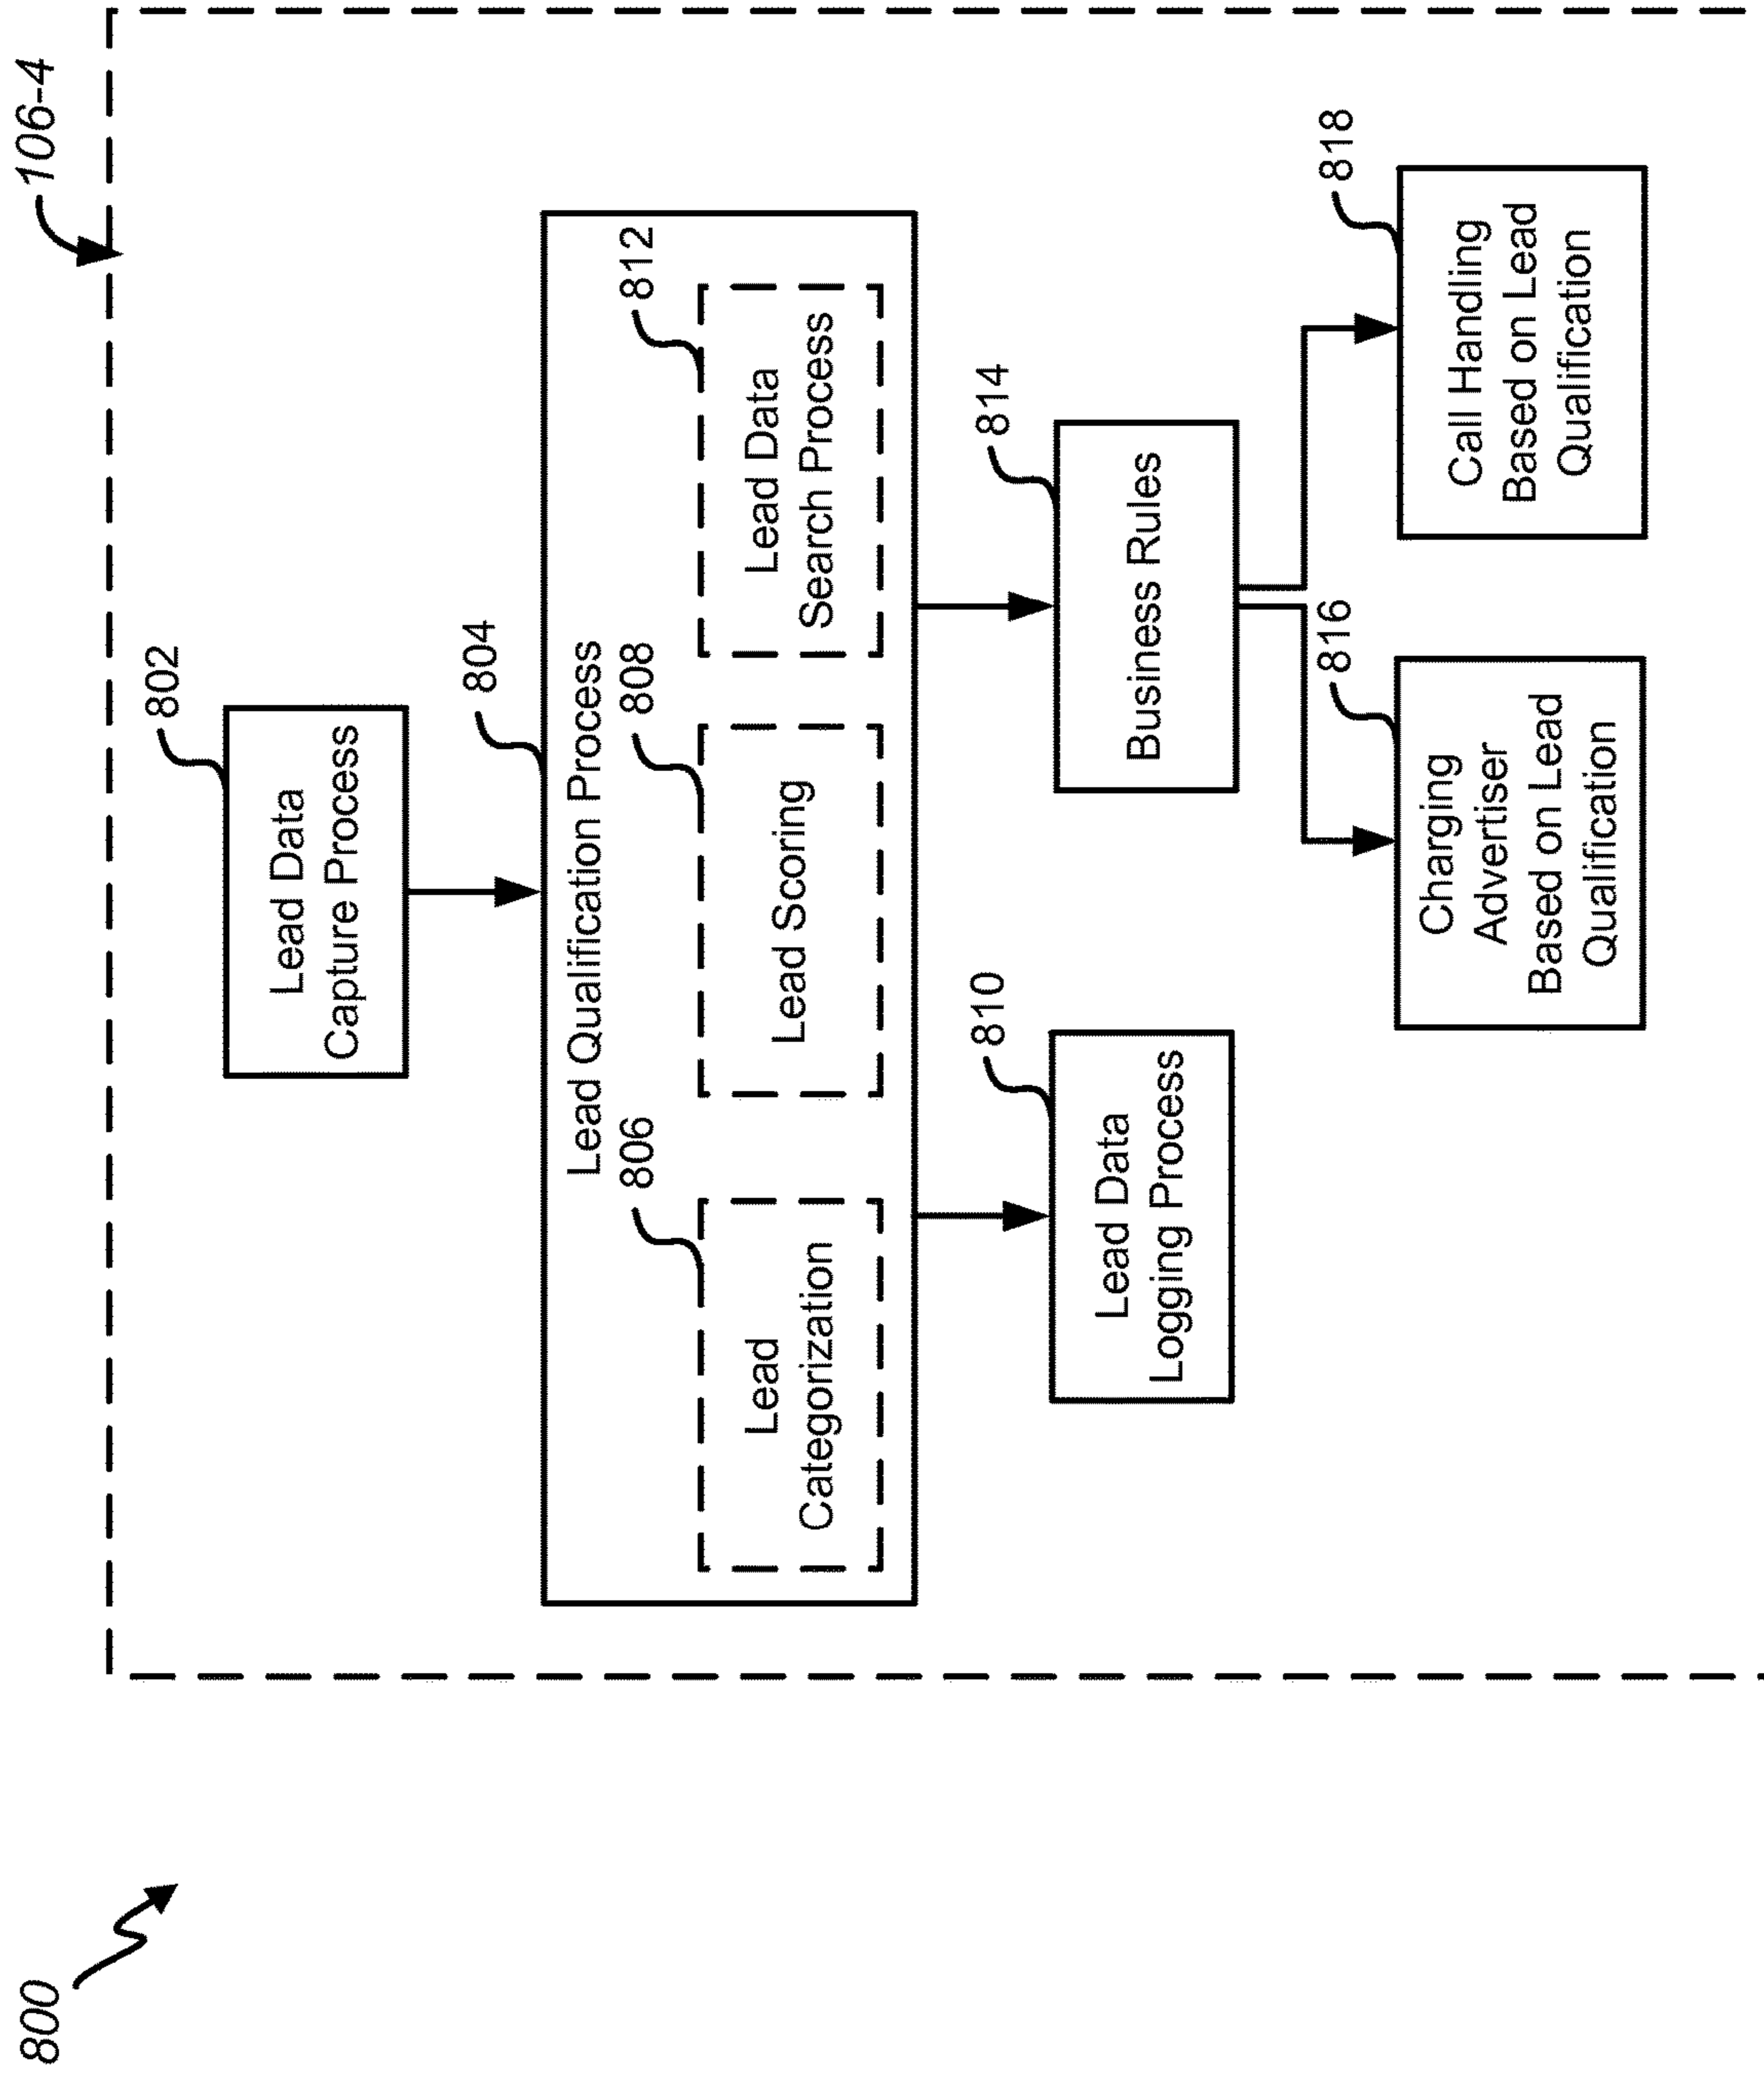 800
106-4
802
Lead Data
Capture Process
804
Lead Qualification Process
806
Lead
Categorization
808
Lead Scoring
812
Lead Data
Search Process
810
Lead Data
Logging Process
814
Business Rules
816
Charging
Advertiser
Based on Lead
Qualification
818
Call Handling
Based on Lead
Qualification